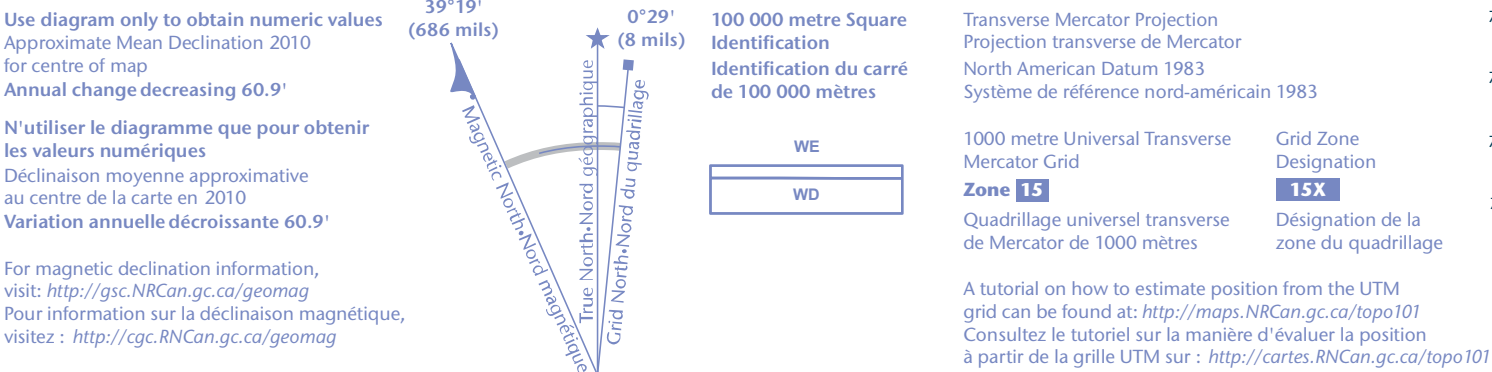 Use diagram only to obtain numeric values
Approximate Mean Declination 2010
for centre of map
Annual change decreasing 60.9'
N'utiliser le diagramme que pour obtenir
les valeurs numériques
Déclinaison moyenne approximative
au centre de la carte en 2010
Variation annuelle décroissante 60.9'
For magnetic declination information,
visit: http://gsc.NRCan.gc.ca/geomag
Pour information sur la déclinaison magnétique,
visitez : http://cgc.RNCan.gc.ca/geomag
39°19'
(686 mils)
0°29'
(8 mils)
Magnetic North•Nord magnétique
True North•Nord géographique
Grid North•Nord du quadrillage
100 000 metre Square
Identification
Identification du carré
de 100 000 mètres
WE
WD
Transverse Mercator Projection
Projection transverse de Mercator
North American Datum 1983
Système de référence nord-américain 1983
1000 metre Universal Transverse
Mercator Grid
Zone 15
Quadrillage universel transverse
de Mercator de 1000 mètres
Grid Zone
Designation
15X
Désignation de la
zone du quadrillage
A tutorial on how to estimate position from the UTM
grid can be found at: http://maps.NRCan.gc.ca/topo101
Consultez le tutoriel sur la manière d'évaluer la position
à partir de la grille UTM sur : http://cartes.RNCan.gc.ca/topo101